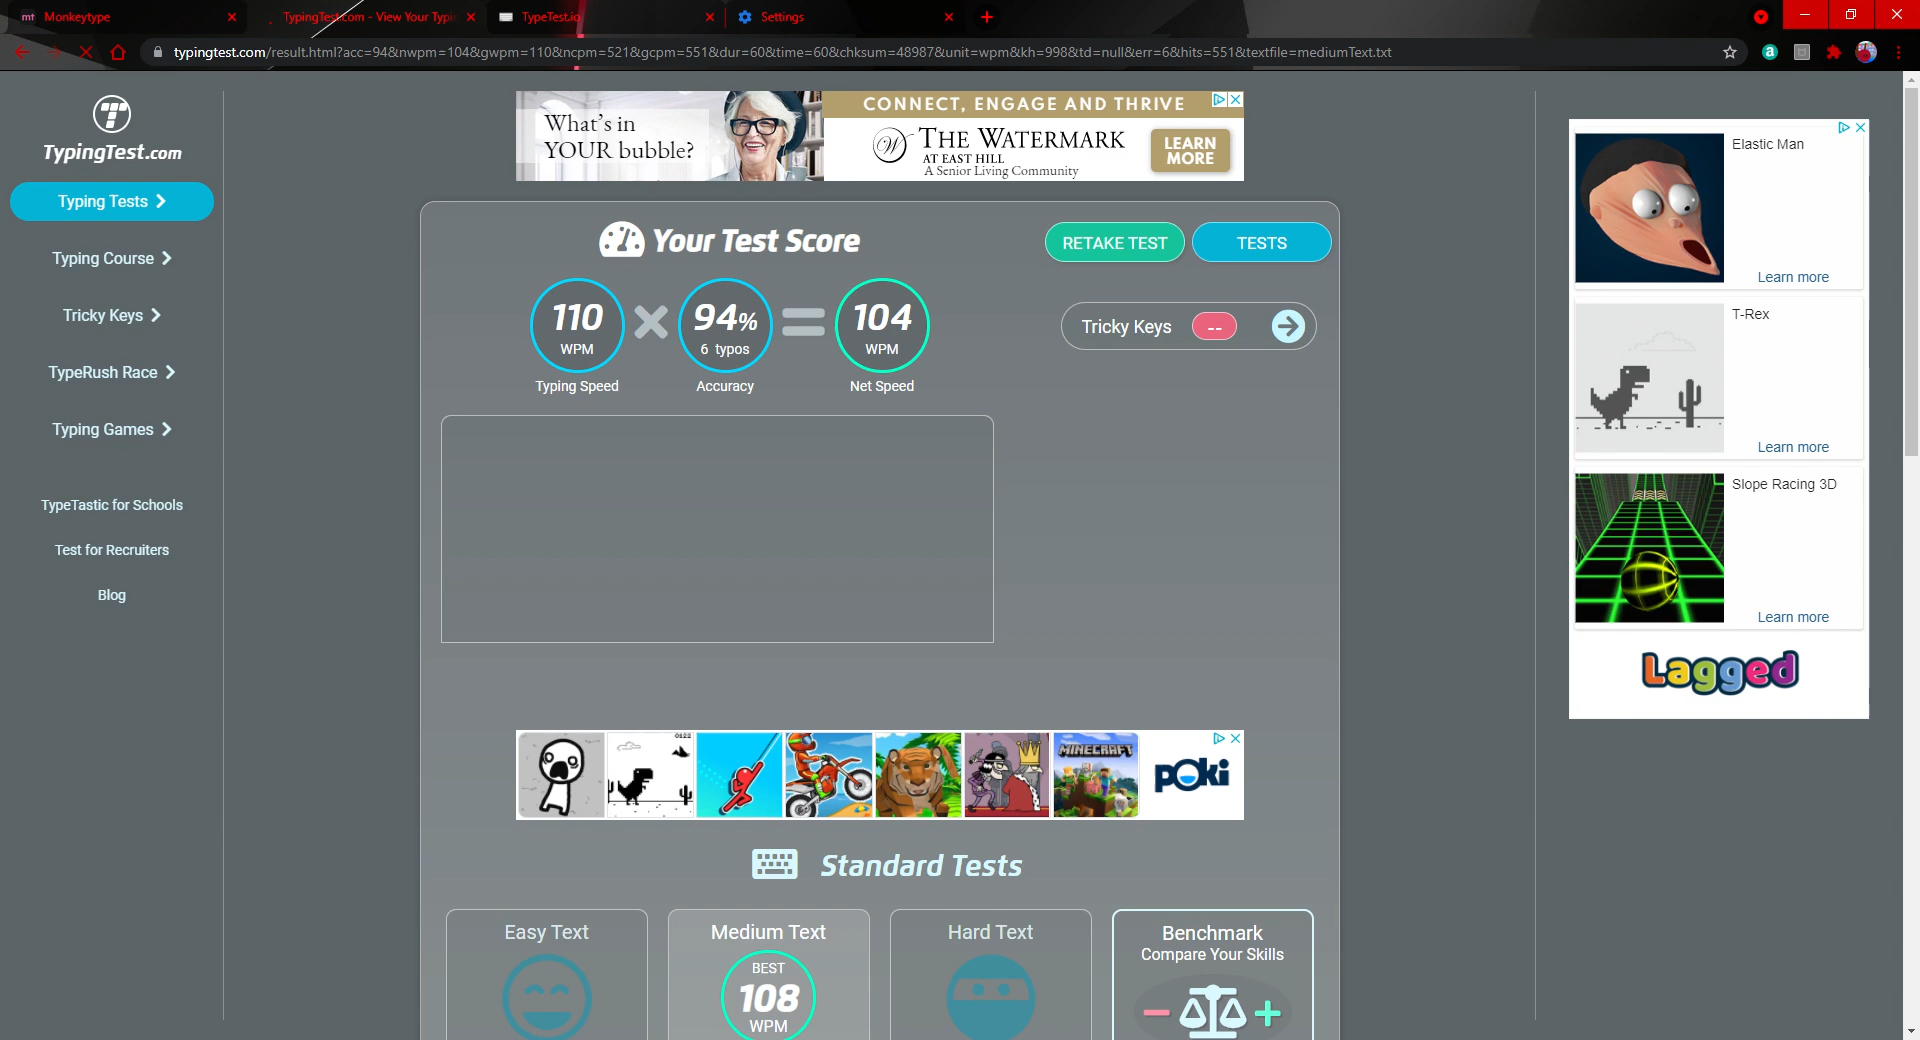 mt Monkeytype
TypingTest.com - View Your Typi
TypeTest.io
Settings
typingtest.com/result.html?acc=94&nwpm=104&gwpm=110&ncpm=521&gcpm=551&dur=60&time=60&chksum=48987&unit=wpm&kh=998&td=null&err=6&hits=551&textfile=mediumText.txt
TypingTest.com
Typing Tests
Typing Course
Tricky Keys
TypeRush Race
Typing Games
TypeTastic for Schools
Test for Recruiters
Blog
What's in
YOUR bubble?
CONNECT, ENGAGE AND THRIVE
W THE WATERMARK
AT EAST HILL
A Senior Living Community
LEARN
MORE
Your Test Score
RETAKE TEST
TESTS
110
WPM
Typing Speed
94%
6 typos
Accuracy
104
WPM
Net Speed
Tricky Keys --
0122
MINECRAFT
POKI
Standard Tests
Easy Text
Medium Text
BEST
108
WPM
Hard Text
Benchmark
Compare Your Skills
Elastic Man
Learn more
T-Rex
Learn more
Slope Racing 3D
Learn more
Lagged